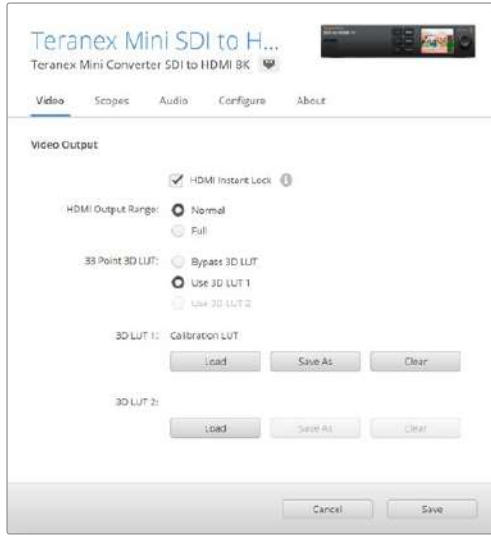 Teranex Mini SDI to H...
Teranex Mini Converter SDI to HDMI 8K
Video Scopes Audio Configure About
Video Output
HDMI Instant Lock
HDMI Output Range: Normal
Full
33 Point 3D LUT: Bypass 3D LUT
Use 3D LUT 1
Use 3D LUT 2
3D LUT 1: Calibration LUT
Load Save As Clear
3D LUT 2:
Load Save As Clear
Cancel Save